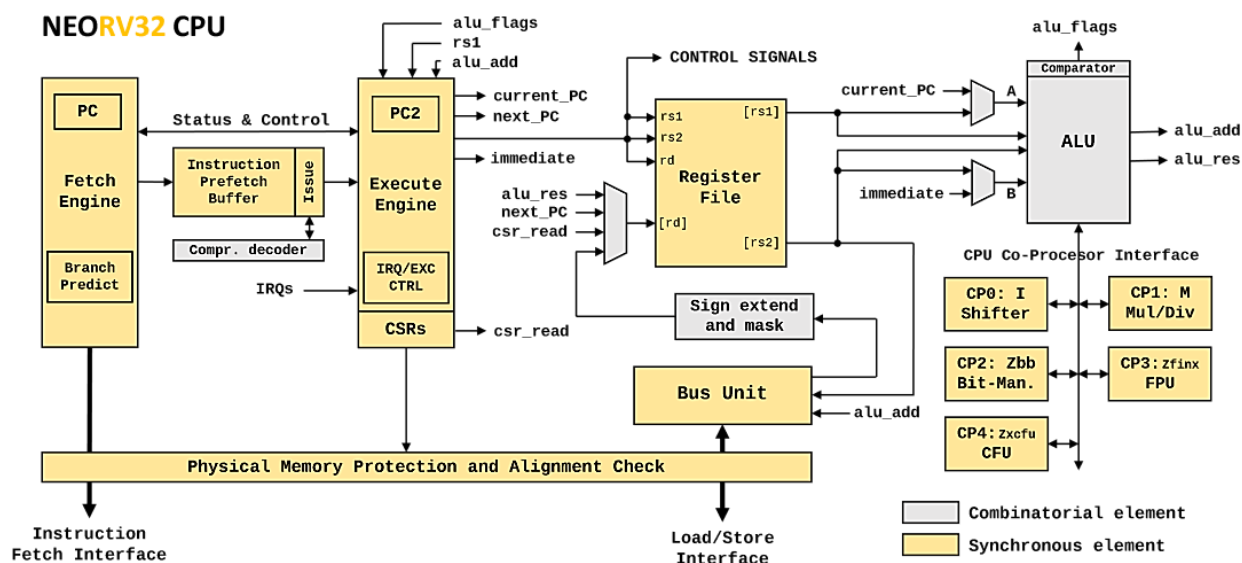 NEORV32 CPU
alu_flags
rs1
alu_add
PC
Fetch
Engine
Branch
Predict
Status & Control
Instruction
Prefetch
Buffer
Issue
Compr. decoder
IRQs
PC2
Execute
Engine
IRQ/EXC
CTRL
CSRs
current_PC
next_PC
immediate
csr_read
CONTROL SIGNALS
alu_res
next_PC
csr_read
rs1
rs2
rd
[rd]
[rs1]
[rs2]
Register
File
Sign extend
and mask
Bus Unit
alu_add
Physical Memory Protection and Alignment Check
Instruction
Fetch Interface
Load/Store
Interface
alu_flags
Comparator
ALU
current_PC
A
immediate
B
alu_add
alu_res
CPU Co-Procesor Interface
CP0: I
Shifter
CP1: M
Mul/Div
CP2: Zbb
Bit-Man.
CP3:Zfinx
FPU
CP4:Zxcfu
CFU
Combinatorial element
Synchronous element